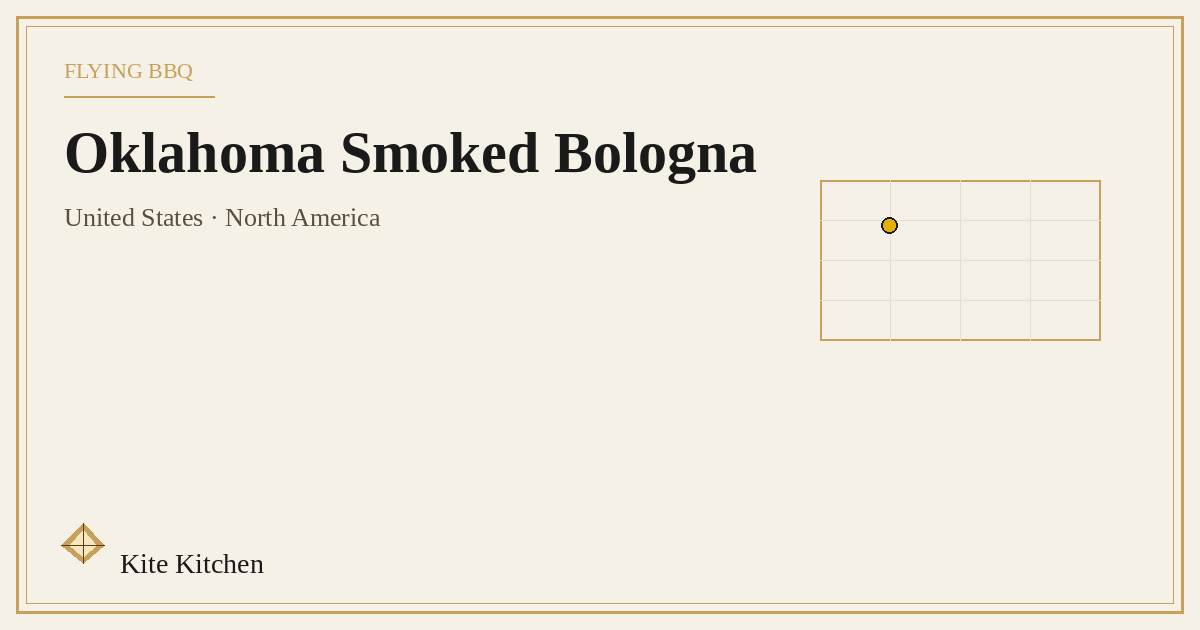 FLYING BBQ
Oklahoma Smoked Bologna
United States · North America
Kite Kitchen